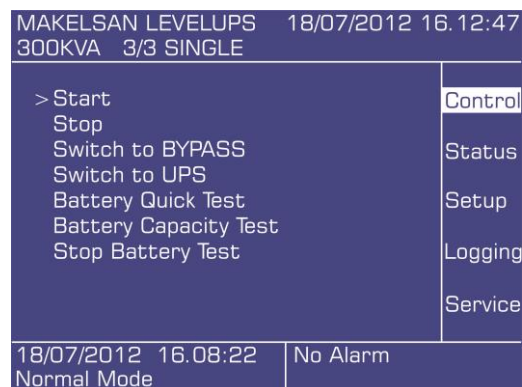 MAKELSAN LEVELUPS 18/07/2012 16.12:47
300KVA 3/3 SINGLE
> Start
Stop
Switch to BYPASS
Switch to UPS
Battery Quick Test
Battery Capacity Test
Stop Battery Test
Control
Status
Setup
Logging
Service
18/07/2012 16.08:22 No Alarm
Normal Mode